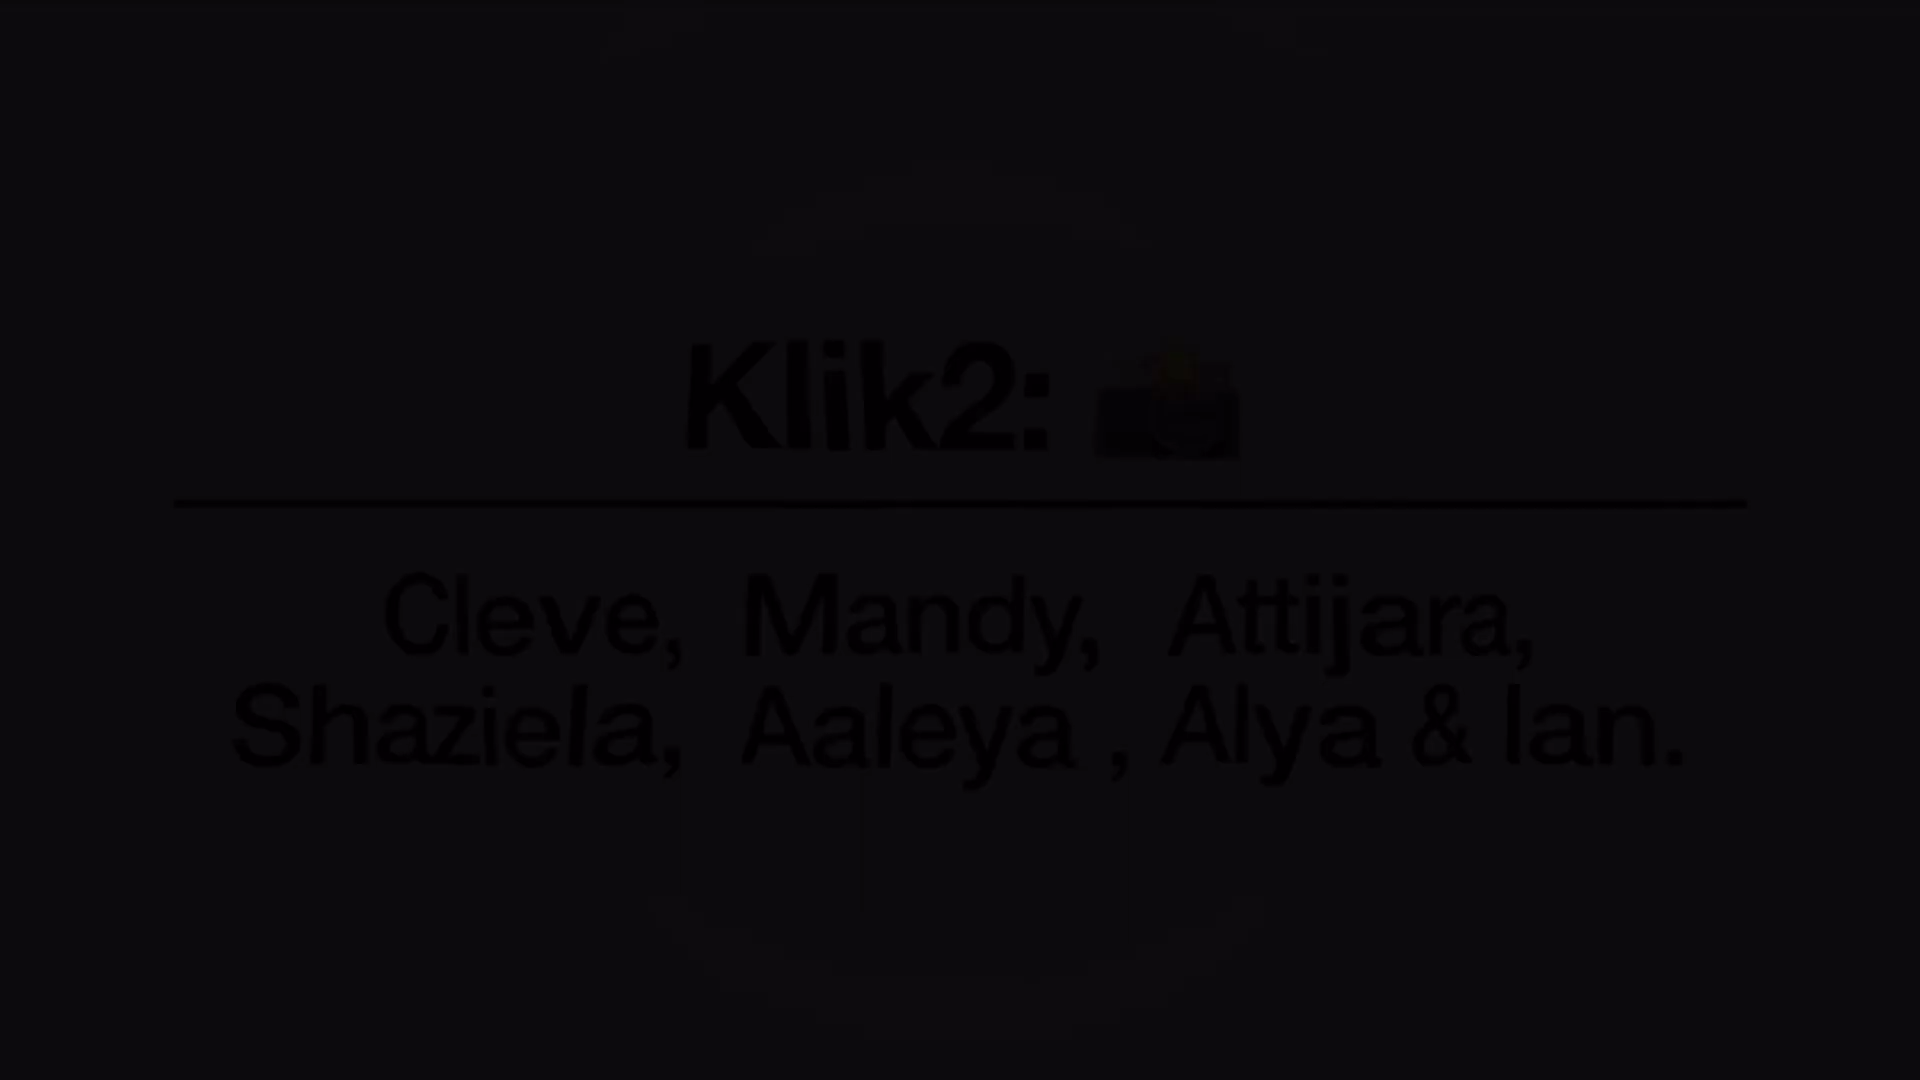 Klik2: 📸
Cleve, Mandy, Attijara,
Shaziela, Aaleya , Alya & Ian.